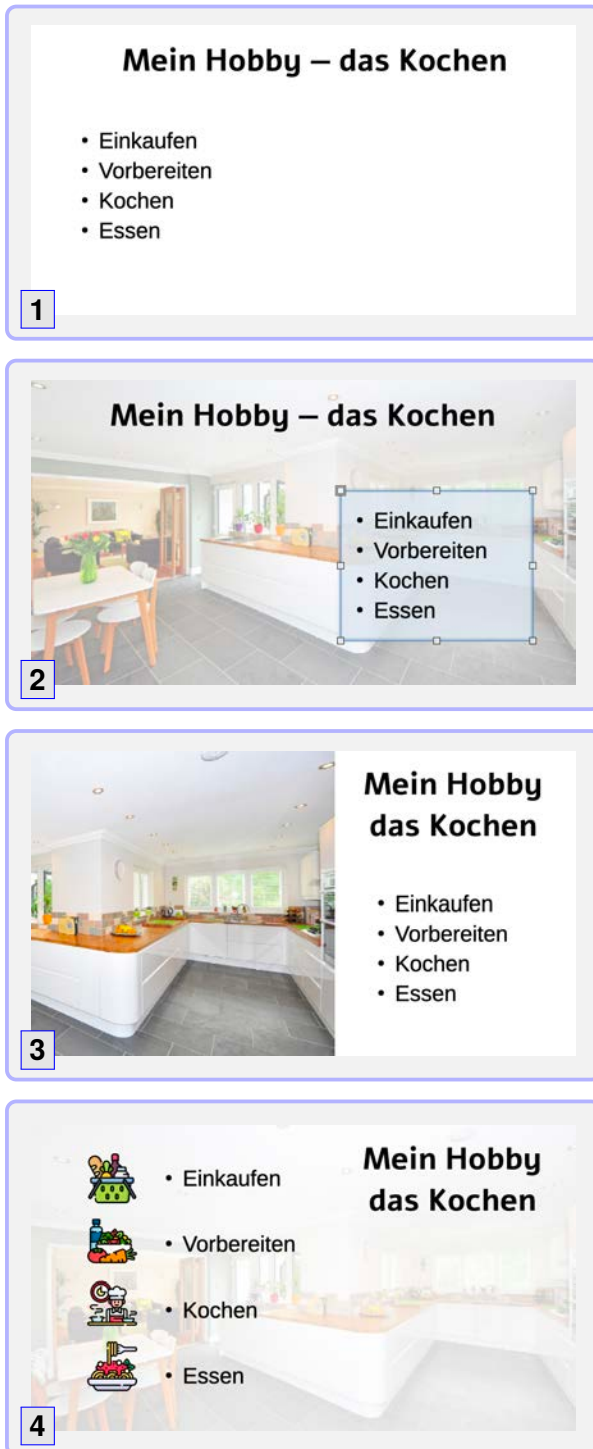 Mein Hobby – das Kochen
• Einkaufen
• Vorbereiten
• Kochen
• Essen
1
Mein Hobby – das Kochen
• Einkaufen
• Vorbereiten
• Kochen
• Essen
2
Mein Hobby
das Kochen
• Einkaufen
• Vorbereiten
• Kochen
• Essen
3
Mein Hobby
das Kochen
• Einkaufen
• Vorbereiten
• Kochen
• Essen
4